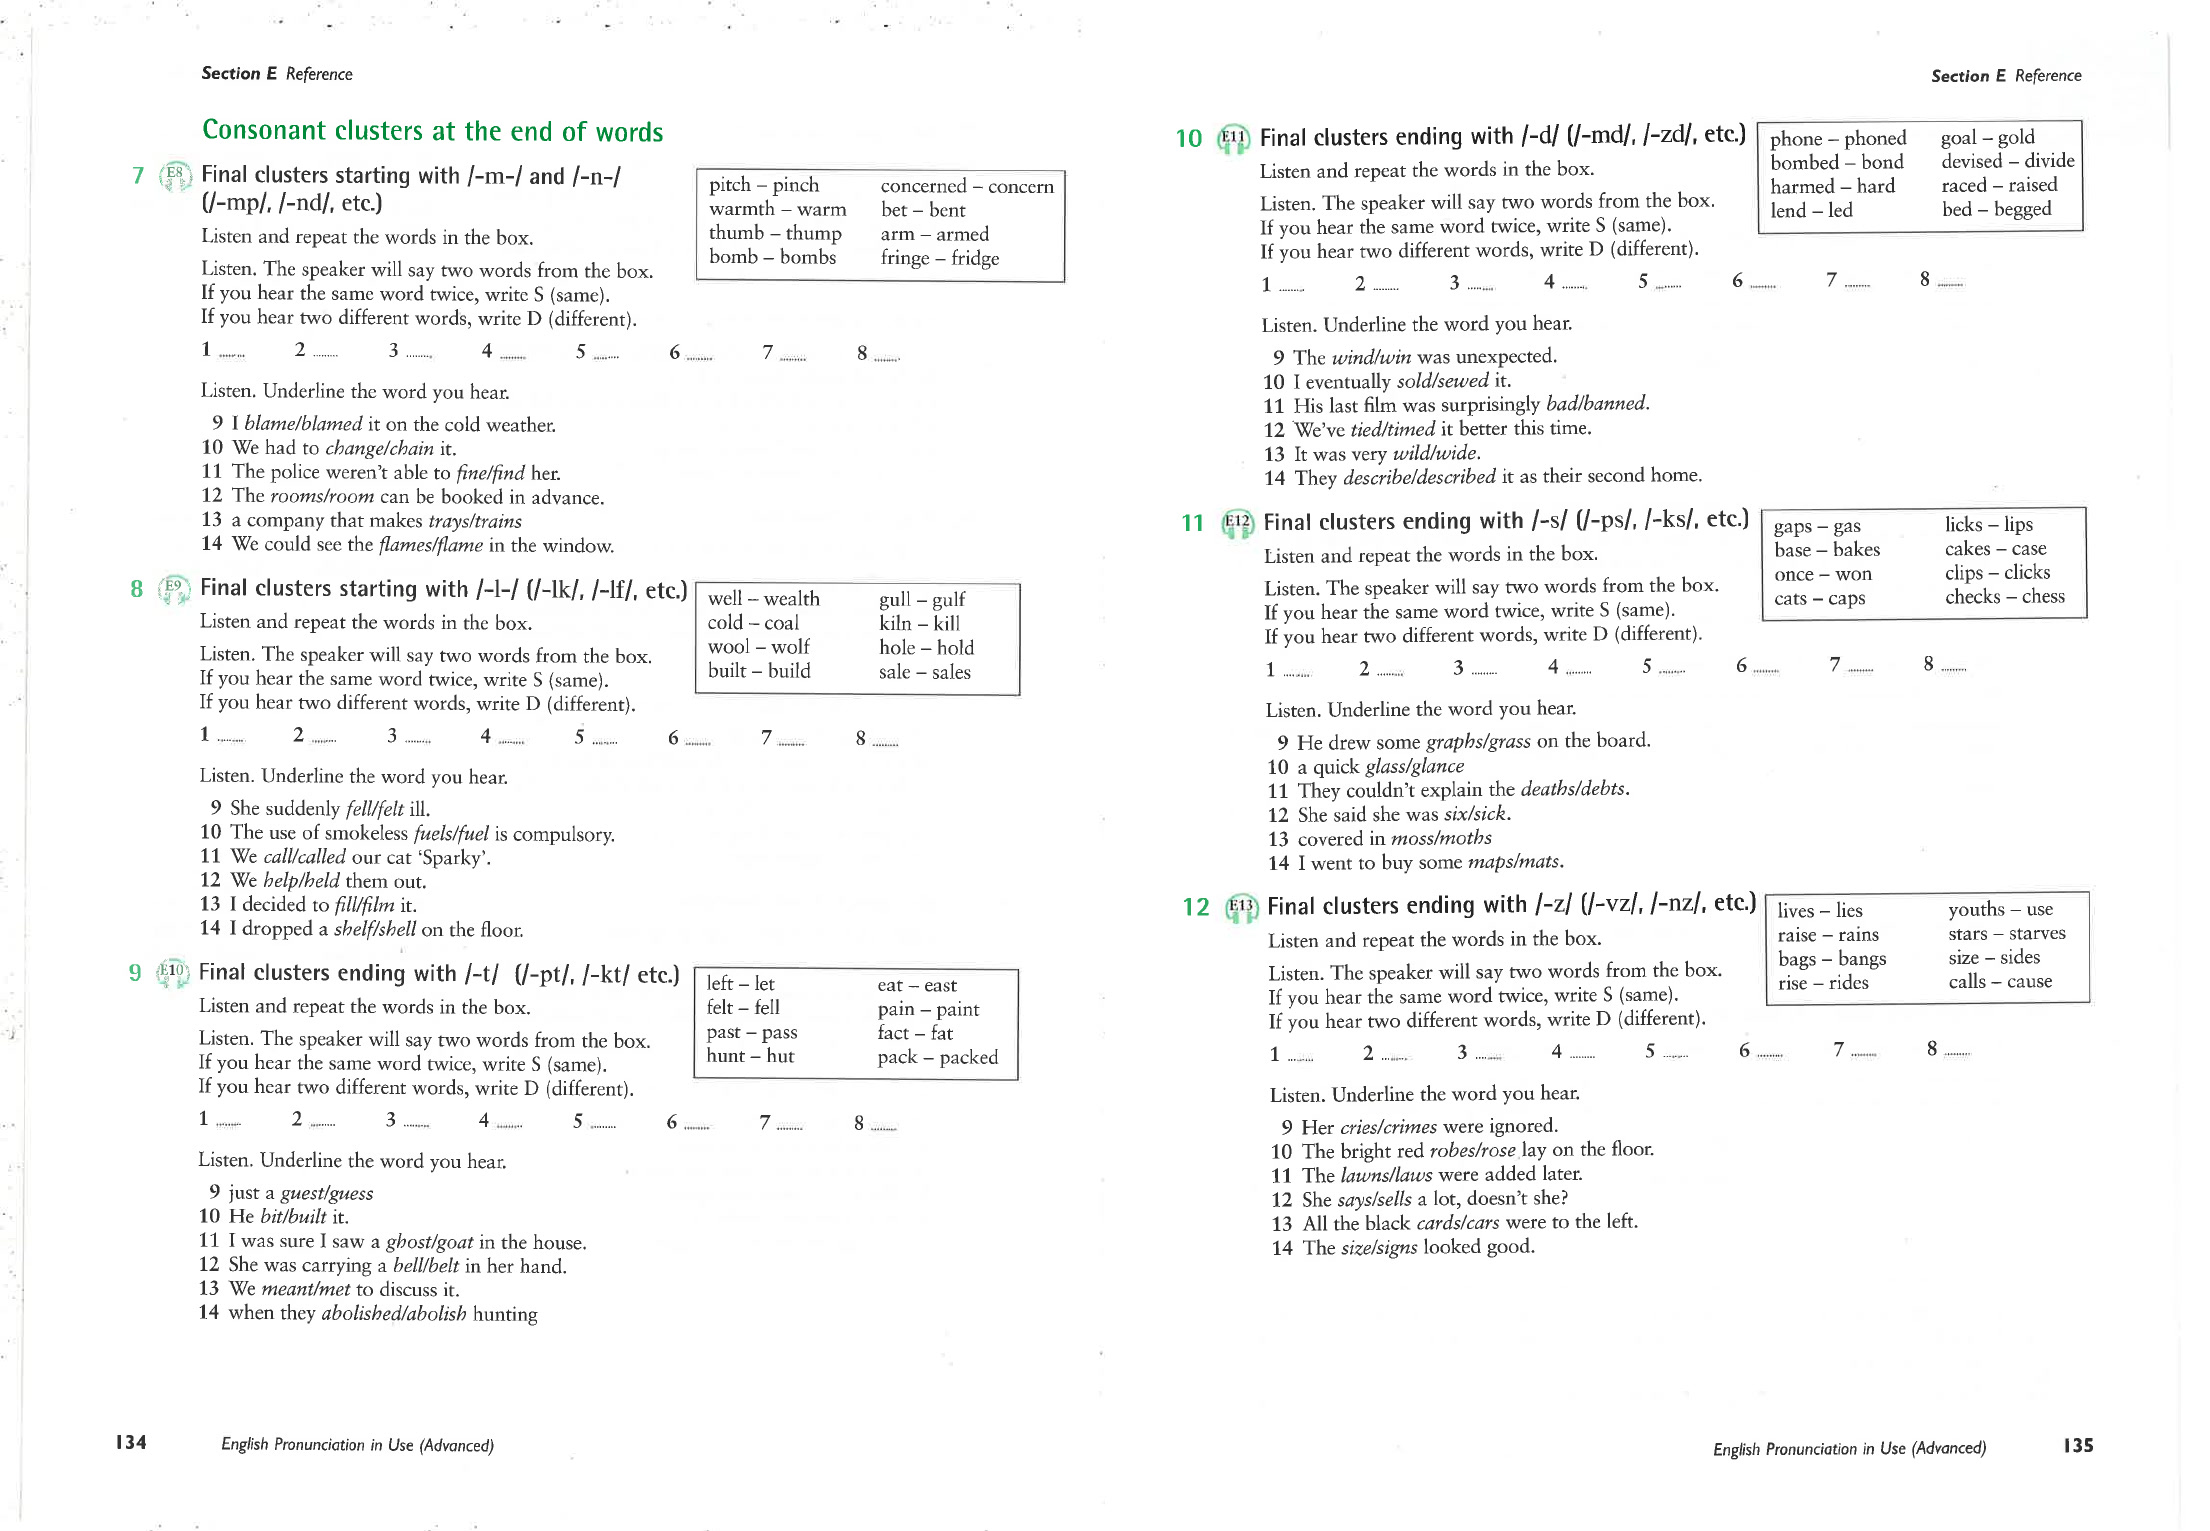 Section E Reference
Consonant clusters at the end of words
7 E8 Final clusters starting with /-m-/ and /-n-/
(/-mp/, /-nd/, etc.)
Listen and repeat the words in the box.
Listen. The speaker will say two words from the box.
If you hear the same word twice, write S (same).
If you hear two different words, write D (different).
pitch – pinch concerned – concern
warmth – warm bet – bent
thumb – thump arm – armed
bomb – bombs fringe – fridge
1 ......... 2 ......... 3 ......... 4 ......... 5 ......... 6 ......... 7 ......... 8 .........
Listen. Underline the word you hear.
9 I blame/blamed it on the cold weather.
10 We had to change/chain it.
11 The police weren't able to fine/find her.
12 The rooms/room can be booked in advance.
13 a company that makes trays/trains
14 We could see the flames/flame in the window.
8 E9 Final clusters starting with /-l-/ (/-lk/, /-lf/, etc.)
Listen and repeat the words in the box.
Listen. The speaker will say two words from the box.
If you hear the same word twice, write S (same).
If you hear two different words, write D (different).
well – wealth gull – gulf
cold – coal kiln – kill
wool – wolf hole – hold
built – build sale – sales
1 ......... 2 ......... 3 ......... 4 ......... 5 ......... 6 ......... 7 ......... 8 .........
Listen. Underline the word you hear.
9 She suddenly fell/felt ill.
10 The use of smokeless fuels/fuel is compulsory.
11 We call/called our cat 'Sparky'.
12 We help/held them out.
13 I decided to fill/film it.
14 I dropped a shelf/shell on the floor.
9 E10 Final clusters ending with /-t/ (/-pt/, /-kt/ etc.)
Listen and repeat the words in the box.
Listen. The speaker will say two words from the box.
If you hear the same word twice, write S (same).
If you hear two different words, write D (different).
left – let eat – east
felt – fell pain – paint
past – pass fact – fat
hunt – hut pack – packed
1 ......... 2 ......... 3 ......... 4 ......... 5 ......... 6 ......... 7 ......... 8 .........
Listen. Underline the word you hear.
9 just a guest/guess
10 He bit/built it.
11 I was sure I saw a ghost/goat in the house.
12 She was carrying a bell/belt in her hand.
13 We meant/met to discuss it.
14 when they abolished/abolish hunting
134 English Pronunciation in Use (Advanced)
Section E Reference
10 E11 Final clusters ending with /-d/ (/-md/, /-zd/, etc.)
Listen and repeat the words in the box.
Listen. The speaker will say two words from the box.
If you hear the same word twice, write S (same).
If you hear two different words, write D (different).
phone – phoned goal – gold
bombed – bond devised – divide
harmed – hard raced – raised
lend – led bed – begged
1 ......... 2 ......... 3 ......... 4 ......... 5 ......... 6 ......... 7 ......... 8 .........
Listen. Underline the word you hear.
9 The wind/win was unexpected.
10 I eventually sold/sewed it.
11 His last film was surprisingly bad/banned.
12 We've tied/timed it better this time.
13 It was very wild/wide.
14 They describe/described it as their second home.
11 E12 Final clusters ending with /-s/ (/-ps/, /-ks/, etc.)
Listen and repeat the words in the box.
Listen. The speaker will say two words from the box.
If you hear the same word twice, write S (same).
If you hear two different words, write D (different).
gaps – gas licks – lips
base – bakes cakes – case
once – won clips – clicks
cats – caps checks – chess
1 ......... 2 ......... 3 ......... 4 ......... 5 ......... 6 ......... 7 ......... 8 .........
Listen. Underline the word you hear.
9 He drew some graphs/grass on the board.
10 a quick glass/glance
11 They couldn't explain the deaths/debts.
12 She said she was six/sick.
13 covered in moss/moths
14 I went to buy some maps/mats.
12 E13 Final clusters ending with /-z/ (/-vz/, /-nz/, etc.)
Listen and repeat the words in the box.
Listen. The speaker will say two words from the box.
If you hear the same word twice, write S (same).
If you hear two different words, write D (different).
lives – lies youths – use
raise – rains stars – starves
bags – bangs size – sides
rise – rides calls – cause
1 ......... 2 ......... 3 ......... 4 ......... 5 ......... 6 ......... 7 ......... 8 .........
Listen. Underline the word you hear.
9 Her cries/crimes were ignored.
10 The bright red robes/rose lay on the floor.
11 The lawns/laws were added later.
12 She says/sells a lot, doesn't she?
13 All the black cards/cars were to the left.
14 The size/signs looked good.
English Pronunciation in Use (Advanced) 135